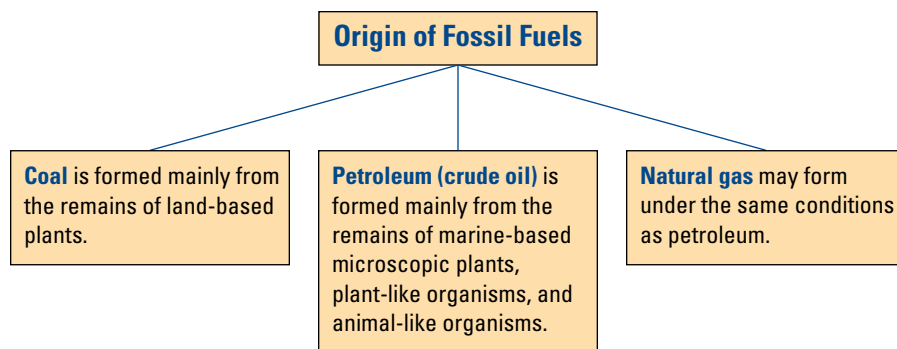 Origin of Fossil Fuels
Coal is formed mainly from
the remains of land-based
plants.
Petroleum (crude oil) is
formed mainly from the
remains of marine-based
microscopic plants,
plant-like organisms, and
animal-like organisms.
Natural gas may form
under the same conditions
as petroleum.